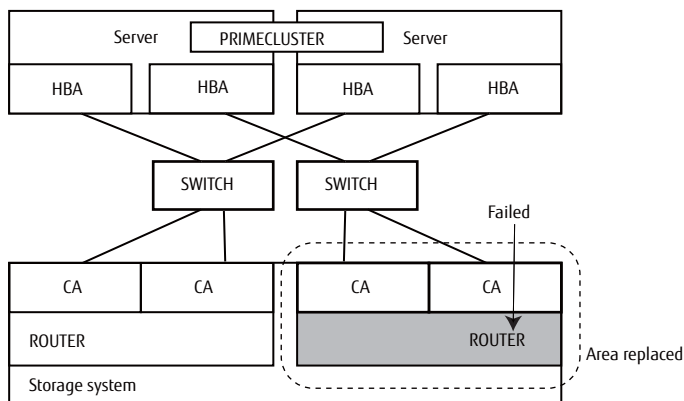 Server PRIMECLUSTER Server
HBA HBA HBA HBA
SWITCH SWITCH
Failed
CA CA CA CA
ROUTER ROUTER
Area replaced
Storage system